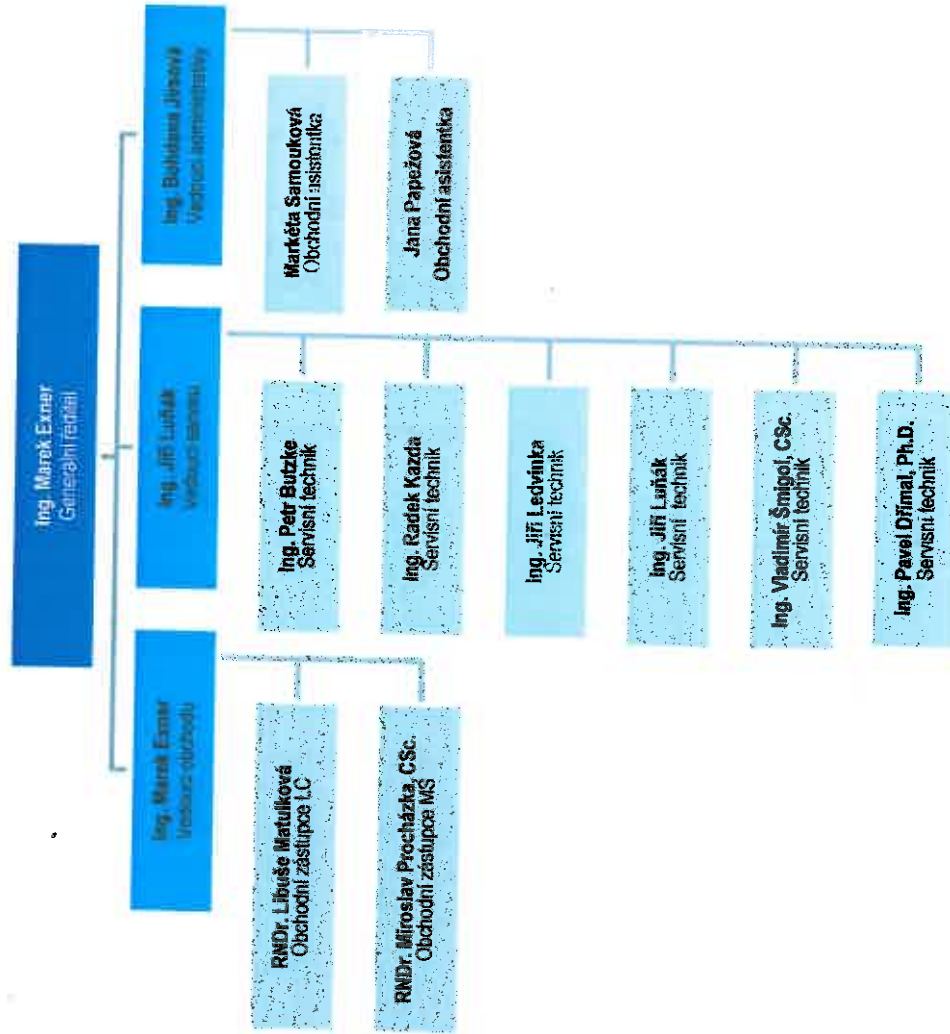 Ing. Marek Exner
Generální ředitel
Ing. Marek Exner
Vedoucí obchodu
RNDr. Libuše Matulková
Obchodní zástupce LC
RNDr. Miroslav Procházka, CSc.
Obchodní zástupce MS
Ing. Jiří Luňák
Vedoucí servisu
Ing. Petr Butzke
Servisní technik
Ing. Radek Kazda
Servisní technik
Ing. Jiří Ledvinka
Servisní technik
Ing. Jiří Luňák
Servisní technik
Ing. Vladimír Šmigol, CSc.
Servisní technik
Ing. Pavel Dřímal, Ph.D.
Servisní technik
Ing. Bohdana Jirsová
Vedoucí administrativy
Markéta Samouková
Obchodní asistentka
Jana Papežová
Obchodní asistentka